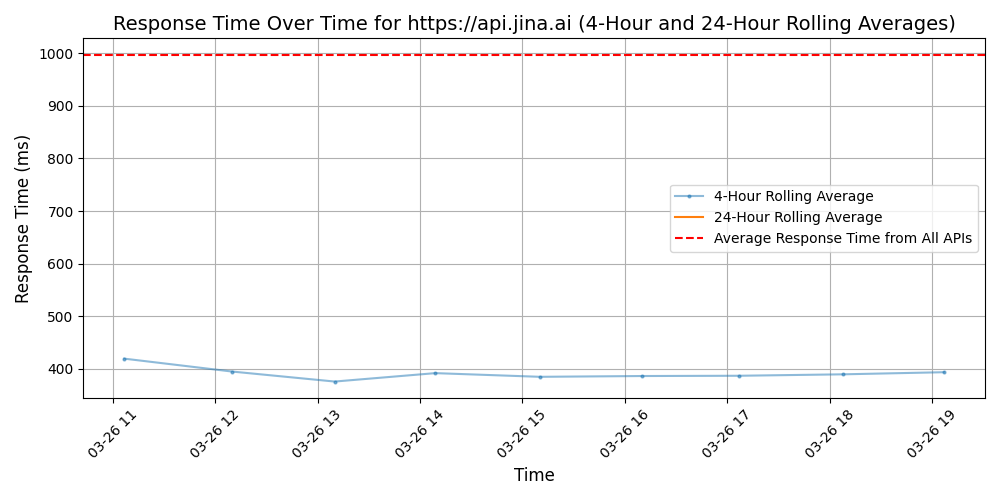 Response Time Over Time for https://api.jina.ai (4-Hour and 24-Hour Rolling Averages)
Response Time (ms)
1000
900
800
700
600
500
400
4-Hour Rolling Average
24-Hour Rolling Average
Average Response Time from All APIs
03-26 11
03-26 12
03-26 13
03-26 14
03-26 15
03-26 16
03-26 17
03-26 18
03-26 19
Time